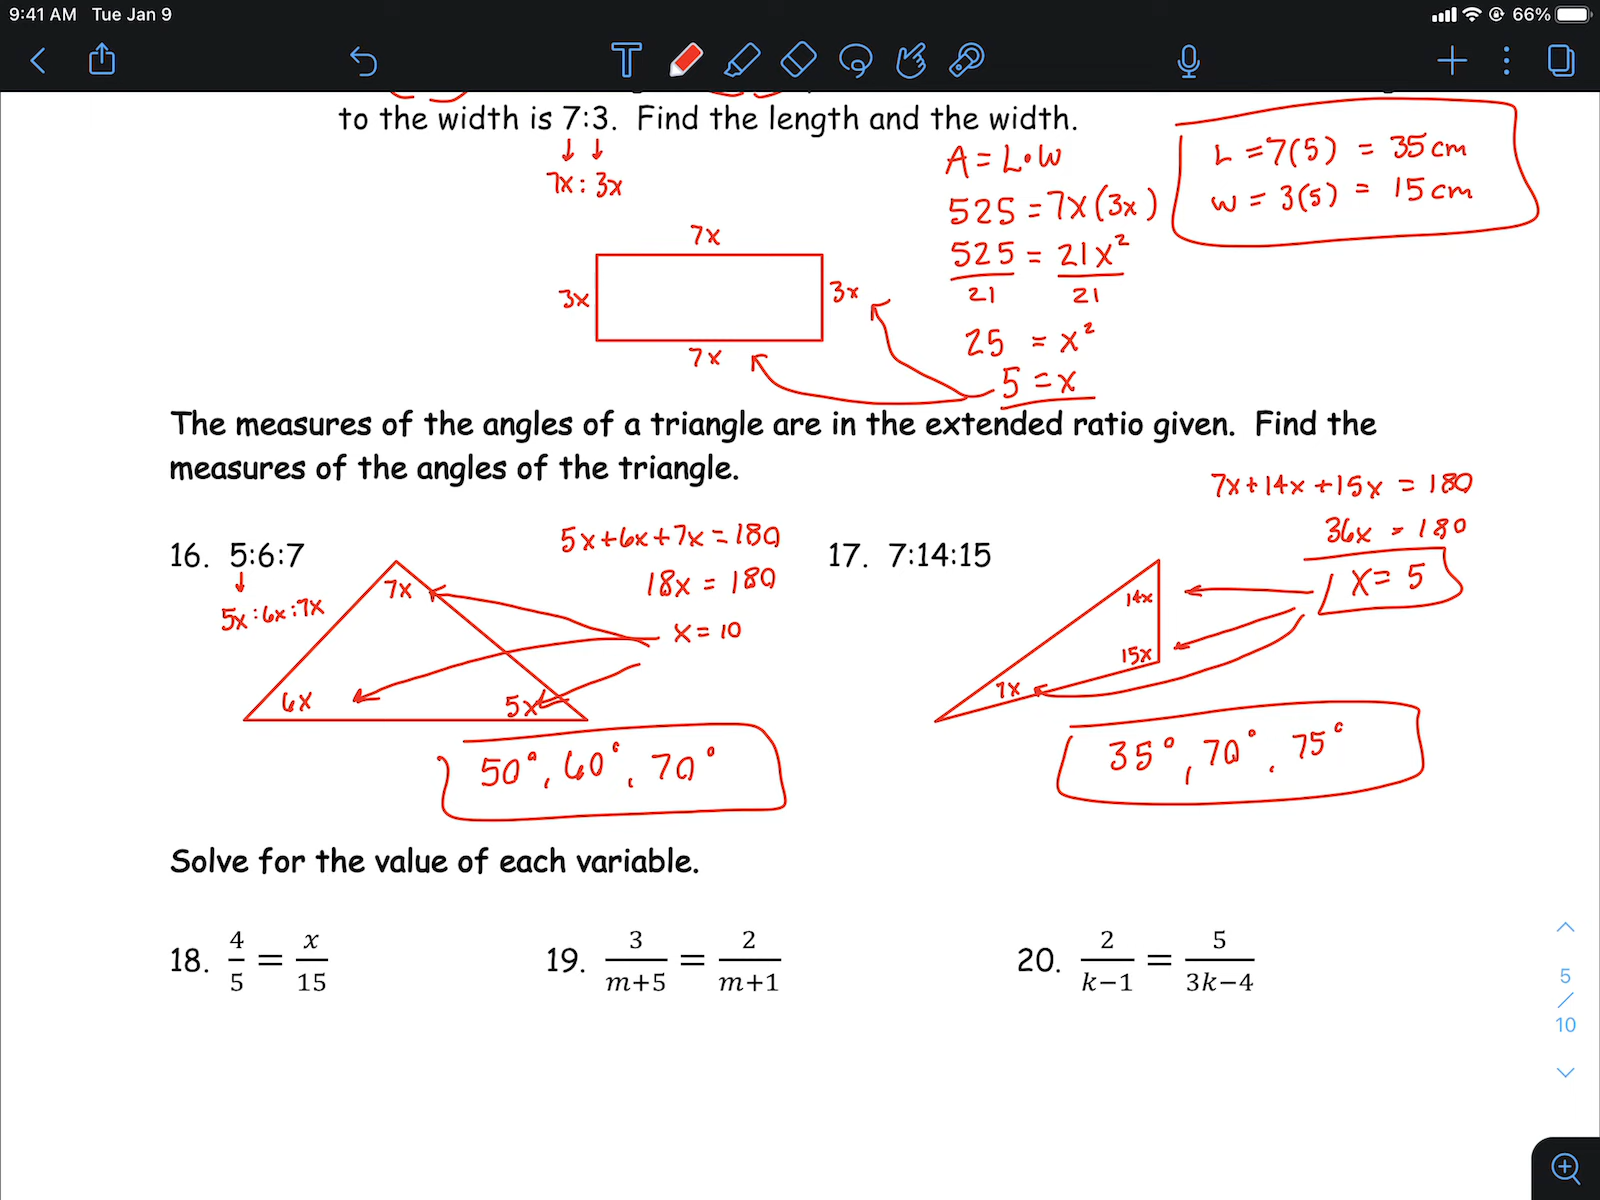 9:41 AM Tue Jan 9
66%
to the width is 7:3. Find the length and the width.
7x : 3x
A = L • W
525 = 7x(3x)
525 = 21x²
21 21
25 = x²
5 = x
L = 7(5) = 35 cm
W = 3(5) = 15 cm
7x
3x
3x
7x
The measures of the angles of a triangle are in the extended ratio given. Find the
measures of the angles of the triangle.
16. 5:6:7
5x : 6x : 7x
5x + 6x + 7x = 180
18x = 180
x = 10
7x
6x
5x
50°, 60°, 70°
17. 7:14:15
7x + 14x + 15x = 180
36x = 180
x = 5
14x
15x
7x
35°, 70°, 75°
Solve for the value of each variable.
18. 4/5 = x/15
19. 3/(m+5) = 2/(m+1)
20. 2/(k−1) = 5/(3k−4)
5
/
10